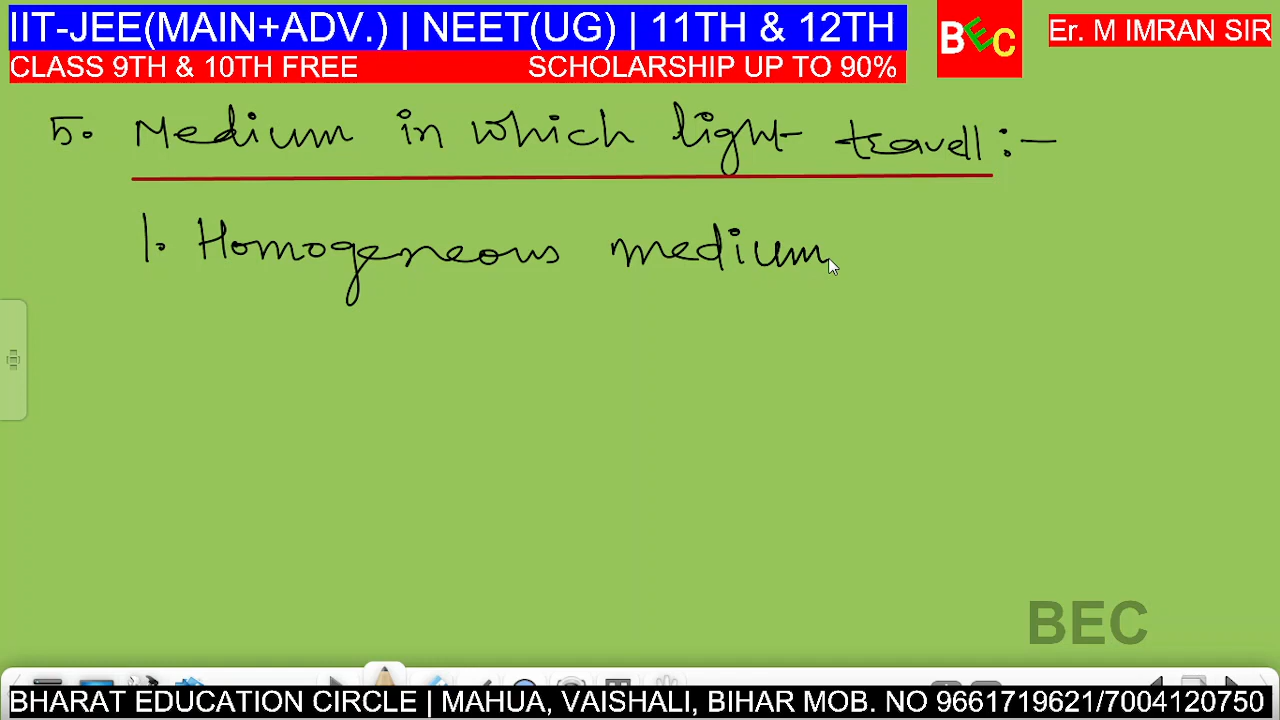 IIT-JEE(MAIN+ADV.) | NEET(UG) | 11TH & 12TH
CLASS 9TH & 10TH FREE SCHOLARSHIP UP TO 90%
BEC
Er. M IMRAN SIR
5. Medium in which light travell :-
1. Homogeneous medium
BEC
BHARAT EDUCATION CIRCLE | MAHUA, VAISHALI, BIHAR MOB. NO 9661719621/7004120750